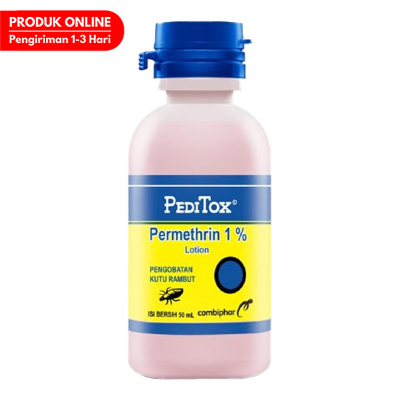 PRODUK ONLINE
Pengiriman 1-3 Hari
PEDITOX©
Permethrin 1 %
Lotion
PENGOBATAN
KUTU RAMBUT
ISI BERSIH 50 mL
combiphar